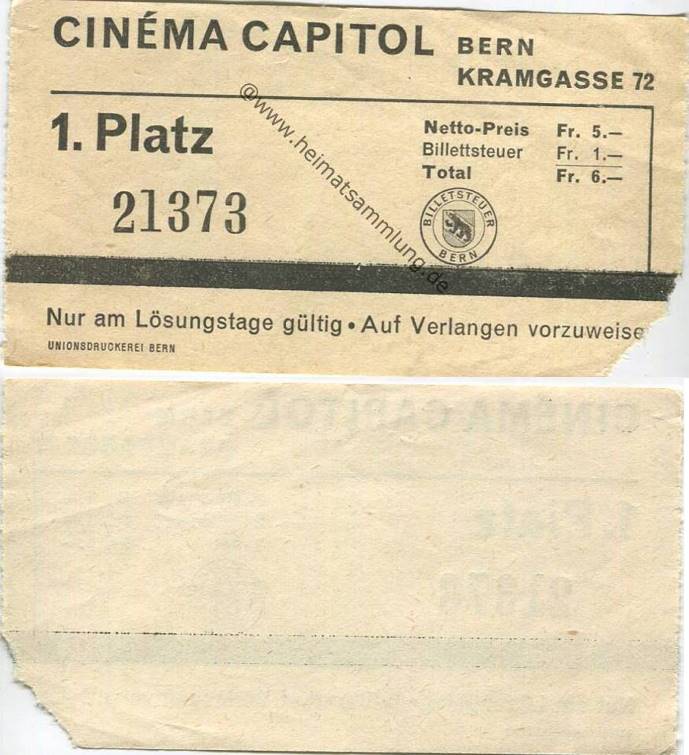 CINÉMA CAPITOL BERN
KRAMGASSE 72
1. Platz
Netto-Preis Fr. 5.—
Billettsteuer Fr. 1.—
Total Fr. 6.—
21373
BILLETSTEUER
BERN
@www.heimatsammlung.de
Nur am Lösungstage gültig • Auf Verlangen vorzuweise
UNIONSDRUCKEREI BERN